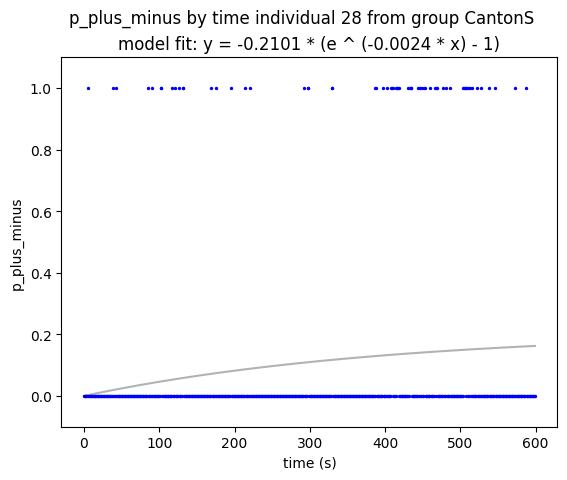 p_plus_minus by time individual 28 from group CantonS
model fit: y = -0.2101 * (e ^ (-0.0024 * x) - 1)
1.0
0.8
0.6
0.4
0.2
0.0
p_plus_minus
0 100 200 300 400 500 600
time (s)